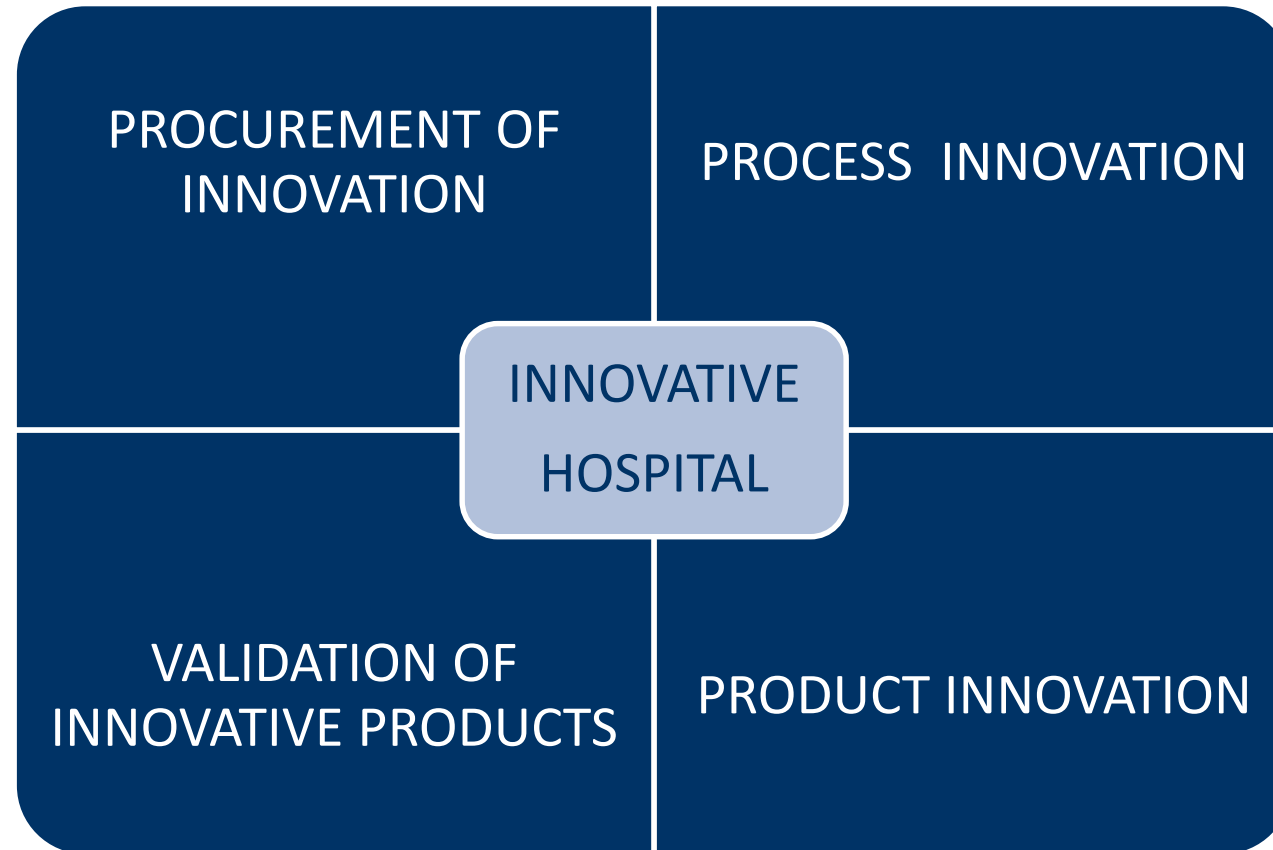 PROCUREMENT OF
INNOVATION
PROCESS  INNOVATION
INNOVATIVE
HOSPITAL
VALIDATION OF
INNOVATIVE PRODUCTS
PRODUCT INNOVATION